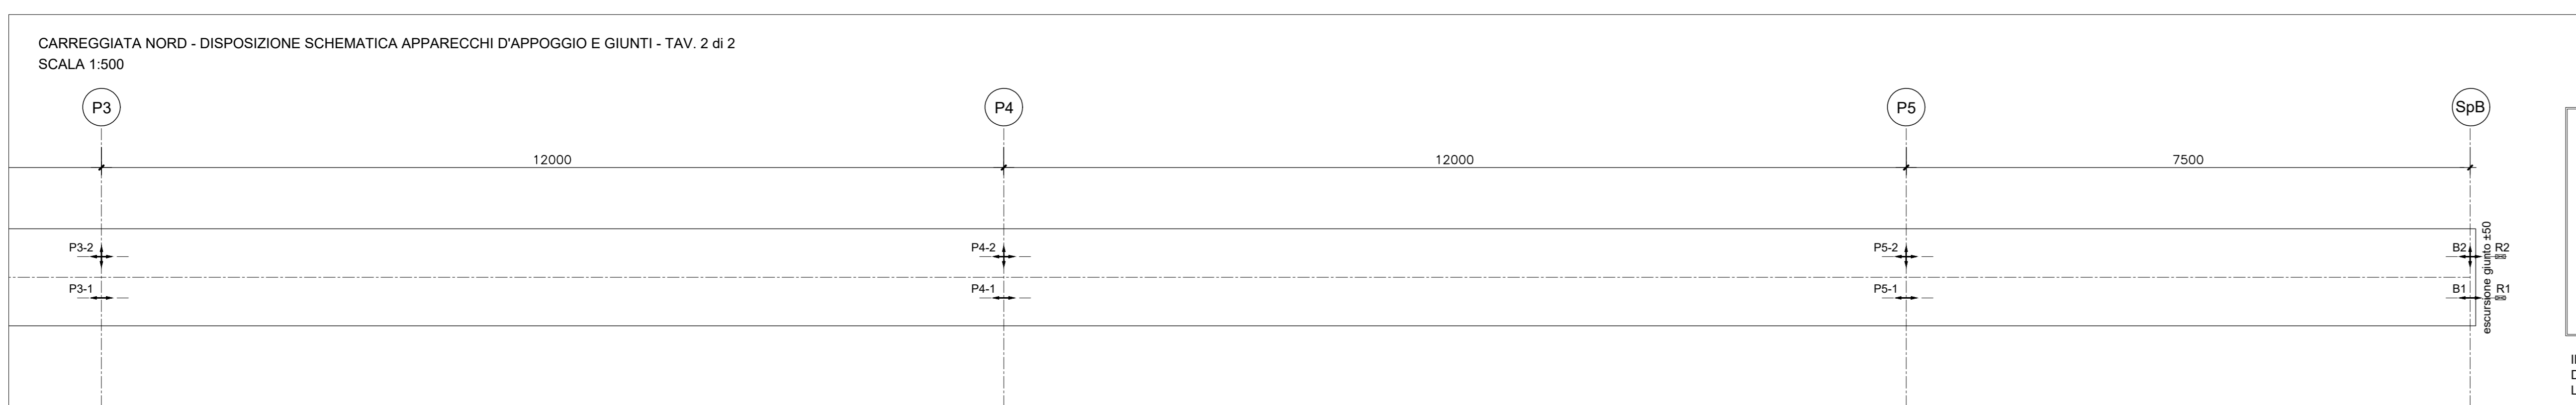 CARREGGIATA NORD - DISPOSIZIONE SCHEMATICA APPARECCHI D'APPOGGIO E GIUNTI - TAV. 2 di 2
SCALA 1:500
P3 P4 P5 SpB
12000 12000 7500
P3-2 P4-2 P5-2 B2 R2
P3-1 P4-1 P5-1 B1 R1
escursione giunto ±50